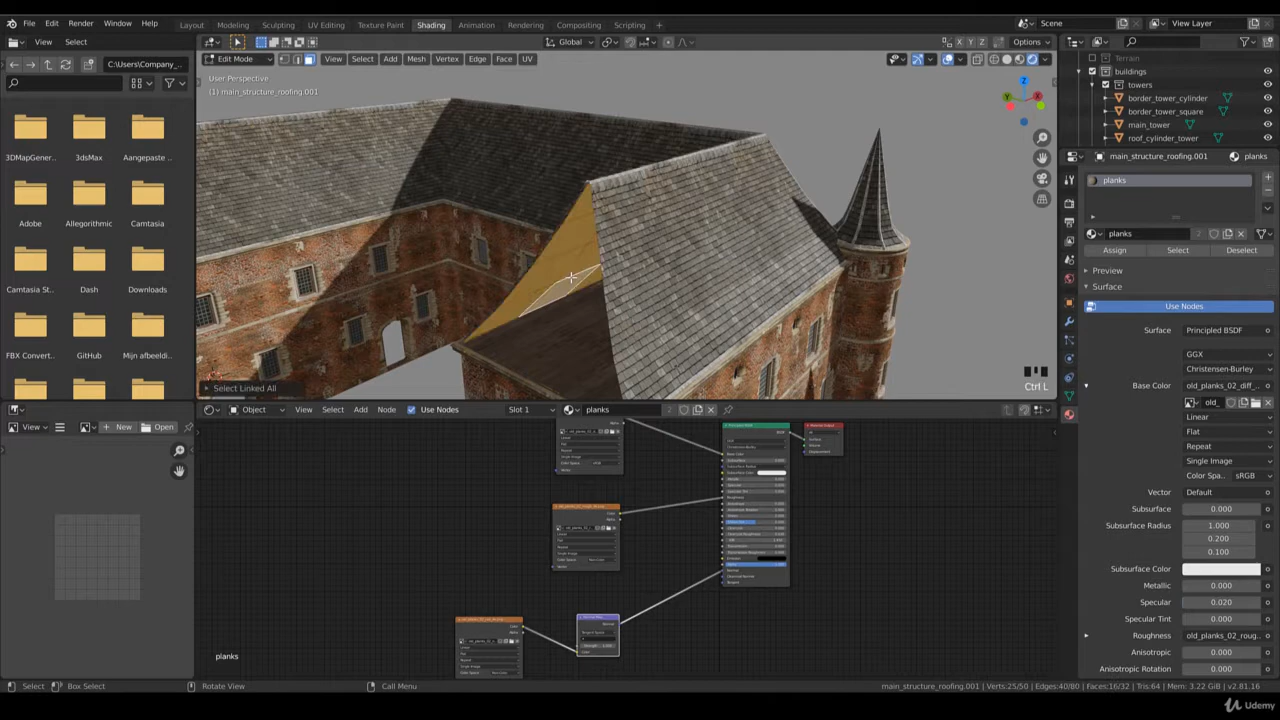 File Edit Render Window Help Layout Modeling Sculpting UV Editing Texture Paint Shading Animation Rendering Compositing Scripting + Scene View Layer
View Select Global Options
C:\Users\Company_...
Edit Mode View Select Add Mesh Vertex Edge Face UV
User Perspective
(1) main_structure_roofing.001
Terrain
buildings
towers
border_tower_cylinder
border_tower_square
main_tower
roof_cylinder_tower
main_structure_roofing.001 planks
planks
planks 2
Assign Select Deselect
Preview
Surface
Use Nodes
Surface Principled BSDF
GGX
Christensen-Burley
Base Color old_planks_02_diff_...
old_
Linear
Flat
Repeat
Single Image
Color Spa.. sRGB
Vector Default
Subsurface 0.000
Subsurface Radius 1.000
0.200
0.100
Subsurface Color
Metallic 0.000
Specular 0.020
Specular Tint 0.000
Roughness old_planks_02_roug..
Anisotropic 0.000
Anisotropic Rotation 0.000
3DMapGener... 3dsMax Aangepaste ...
Adobe Allegorithmic Camtasia
Camtasia St... Dash Downloads
FBX Convert... GitHub Mijn afbeeldi...
Select Linked All
Ctrl L
View New Open
Object View Select Add Node Use Nodes Slot 1 planks 2
planks
Select Box Select Rotate View Call Menu
main_structure_roofing.001 | Verts:25/50 | Edges:40/80 | Faces:16/32 | Tris:64 | Mem: 3.22 GiB | v2.81.16
Udemy